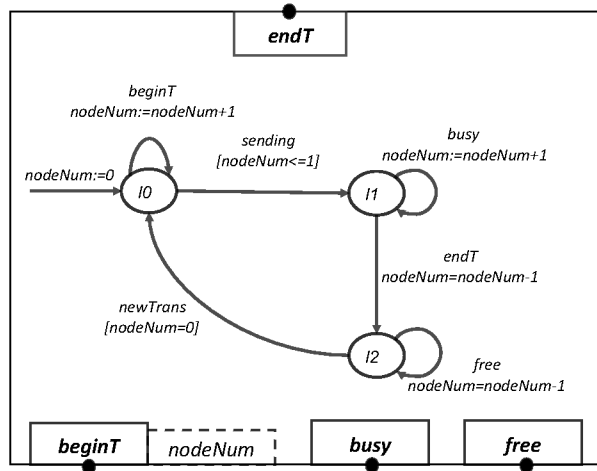 endT
beginT
nodeNum:=nodeNum+1
sending
[nodeNum<=1]
busy
nodeNum:=nodeNum+1
nodeNum:=0
l0
l1
endT
nodeNum=nodeNum-1
newTrans
[nodeNum=0]
l2
free
nodeNum=nodeNum-1
beginT
nodeNum
busy
free